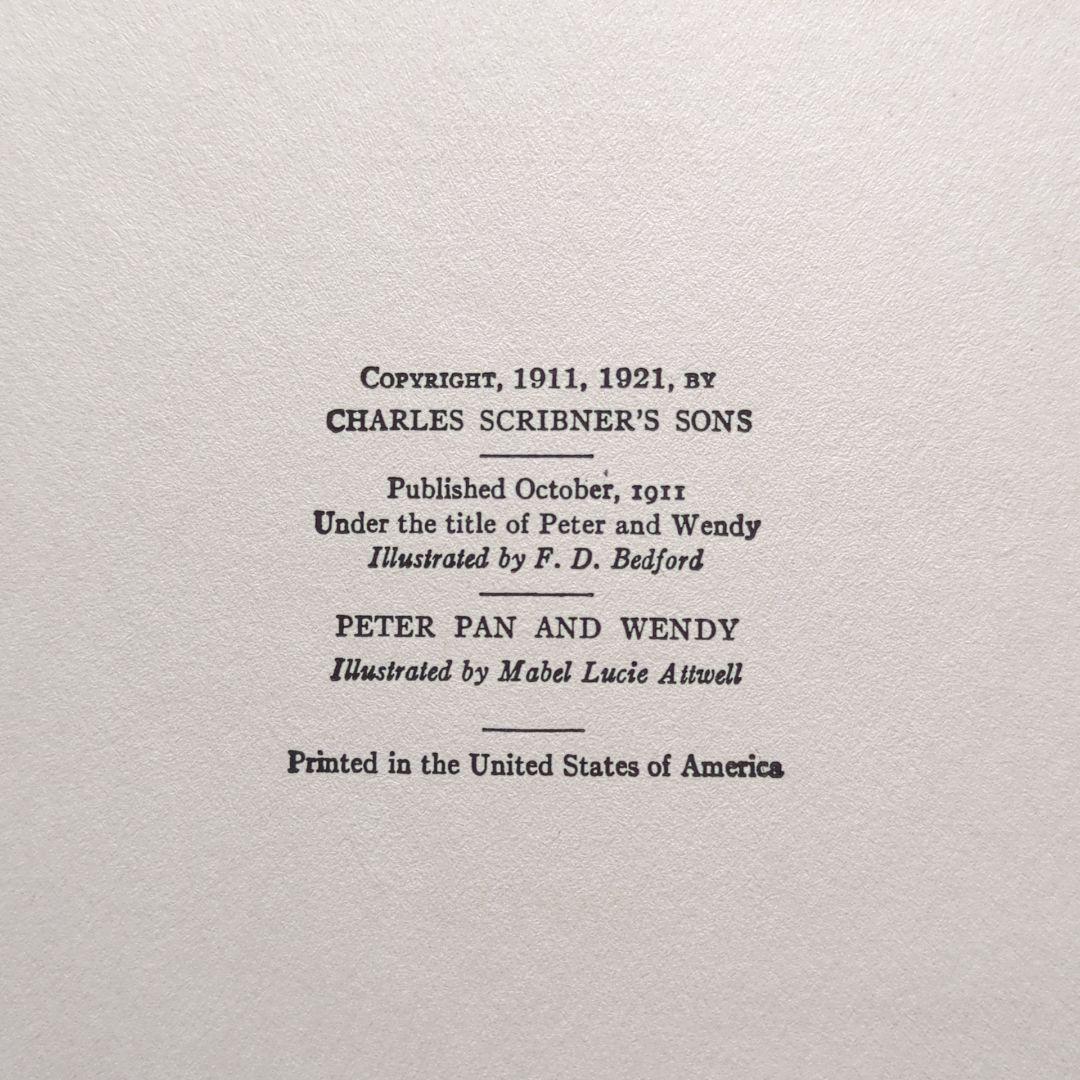 COPYRIGHT, 1911, 1921, BY
CHARLES SCRIBNER'S SONS
Published October, 1911
Under the title of Peter and Wendy
Illustrated by F. D. Bedford
PETER PAN AND WENDY
Illustrated by Mabel Lucie Attwell
Printed in the United States of America